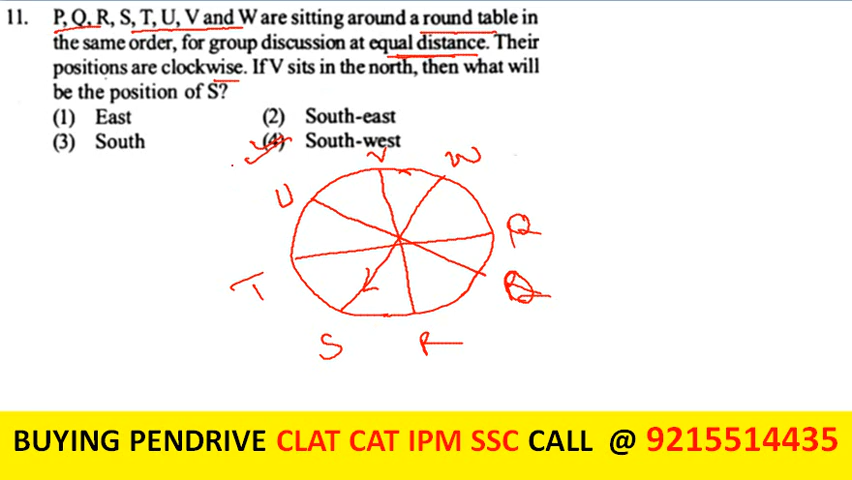 11. P, Q, R, S, T, U, V and W are sitting around a round table in
the same order, for group discussion at equal distance. Their
positions are clockwise. If V sits in the north, then what will
be the position of S?
(1) East (2) South-east
(3) South (4) South-west
V W
U
P
Q
T
S R
BUYING PENDRIVE CLAT CAT IPM SSC CALL @ 9215514435